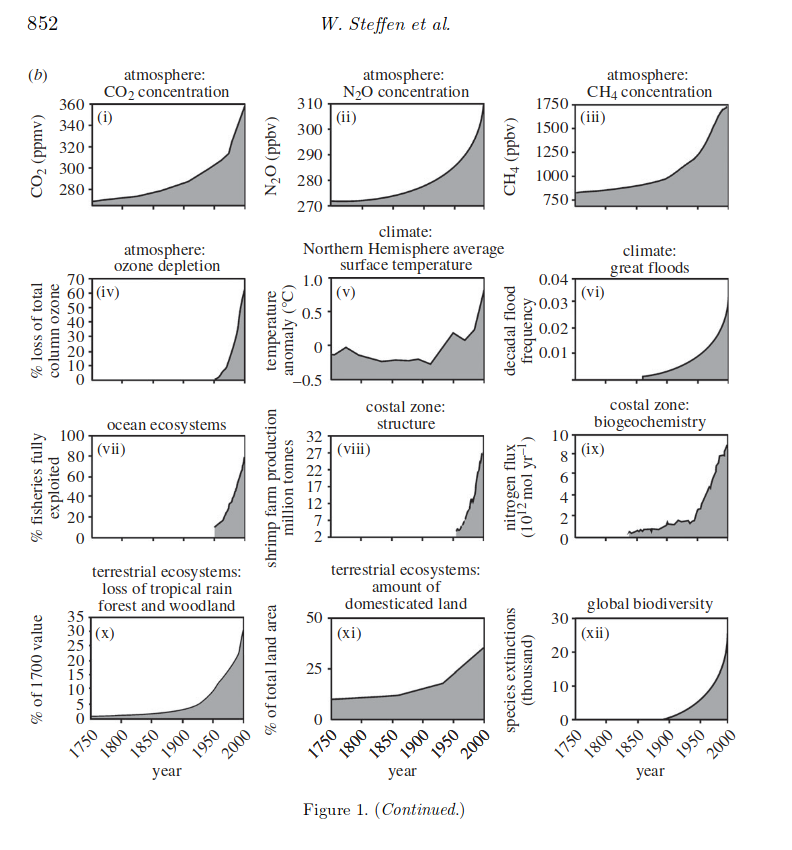 852
W. Steffen et al.
(b)
atmosphere:
CO2 concentration
CO2 (ppmv)
360
340
320
300
280
(i)
atmosphere:
N2O concentration
N2O (ppbv)
310
300
290
280
270
(ii)
atmosphere:
CH4 concentration
CH4 (ppbv)
1750
1500
1250
1000
750
(iii)
atmosphere:
ozone depletion
% loss of total
column ozone
70
60
50
40
30
20
10
0
(iv)
climate:
Northern Hemisphere average
surface temperature
temperature
anomaly (°C)
1.0
0.5
0
−0.5
(v)
climate:
great floods
decadal flood
frequency
0.04
0.03
0.02
0.01
(vi)
ocean ecosystems
% fisheries fully
exploited
100
80
60
40
20
0
(vii)
costal zone:
structure
shrimp farm production
million tonnes
32
27
22
17
12
7
2
(viii)
costal zone:
biogeochemistry
nitrogen flux
(10¹² mol yr⁻¹)
10
8
6
4
2
0
(ix)
terrestrial ecosystems:
loss of tropical rain
forest and woodland
% of 1700 value
35
30
25
20
15
10
5
0
(x)
1750 1800 1850 1900 1950 2000
year
terrestrial ecosystems:
amount of
domesticated land
% of total land area
50
25
0
(xi)
1750 1800 1850 1900 1950 2000
year
global biodiversity
species extinctions
(thousand)
30
20
10
0
(xii)
1750 1800 1850 1900 1950 2000
year
Figure 1. (Continued.)